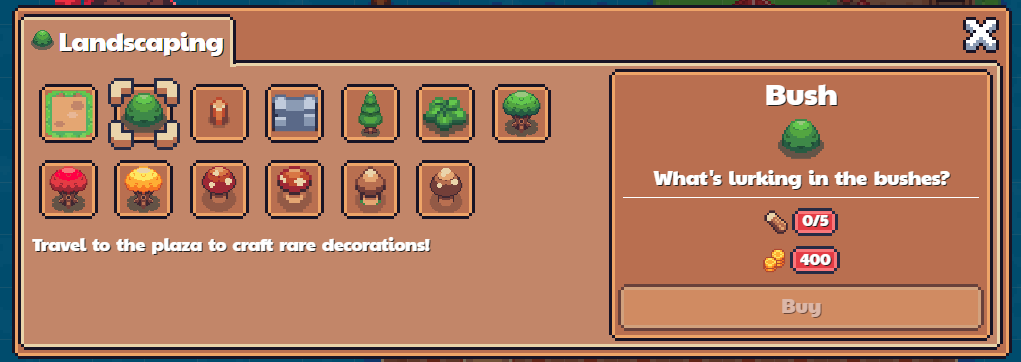 Landscaping
Travel to the plaza to craft rare decorations!
Bush
What's lurking in the bushes?
0/5
400
Buy